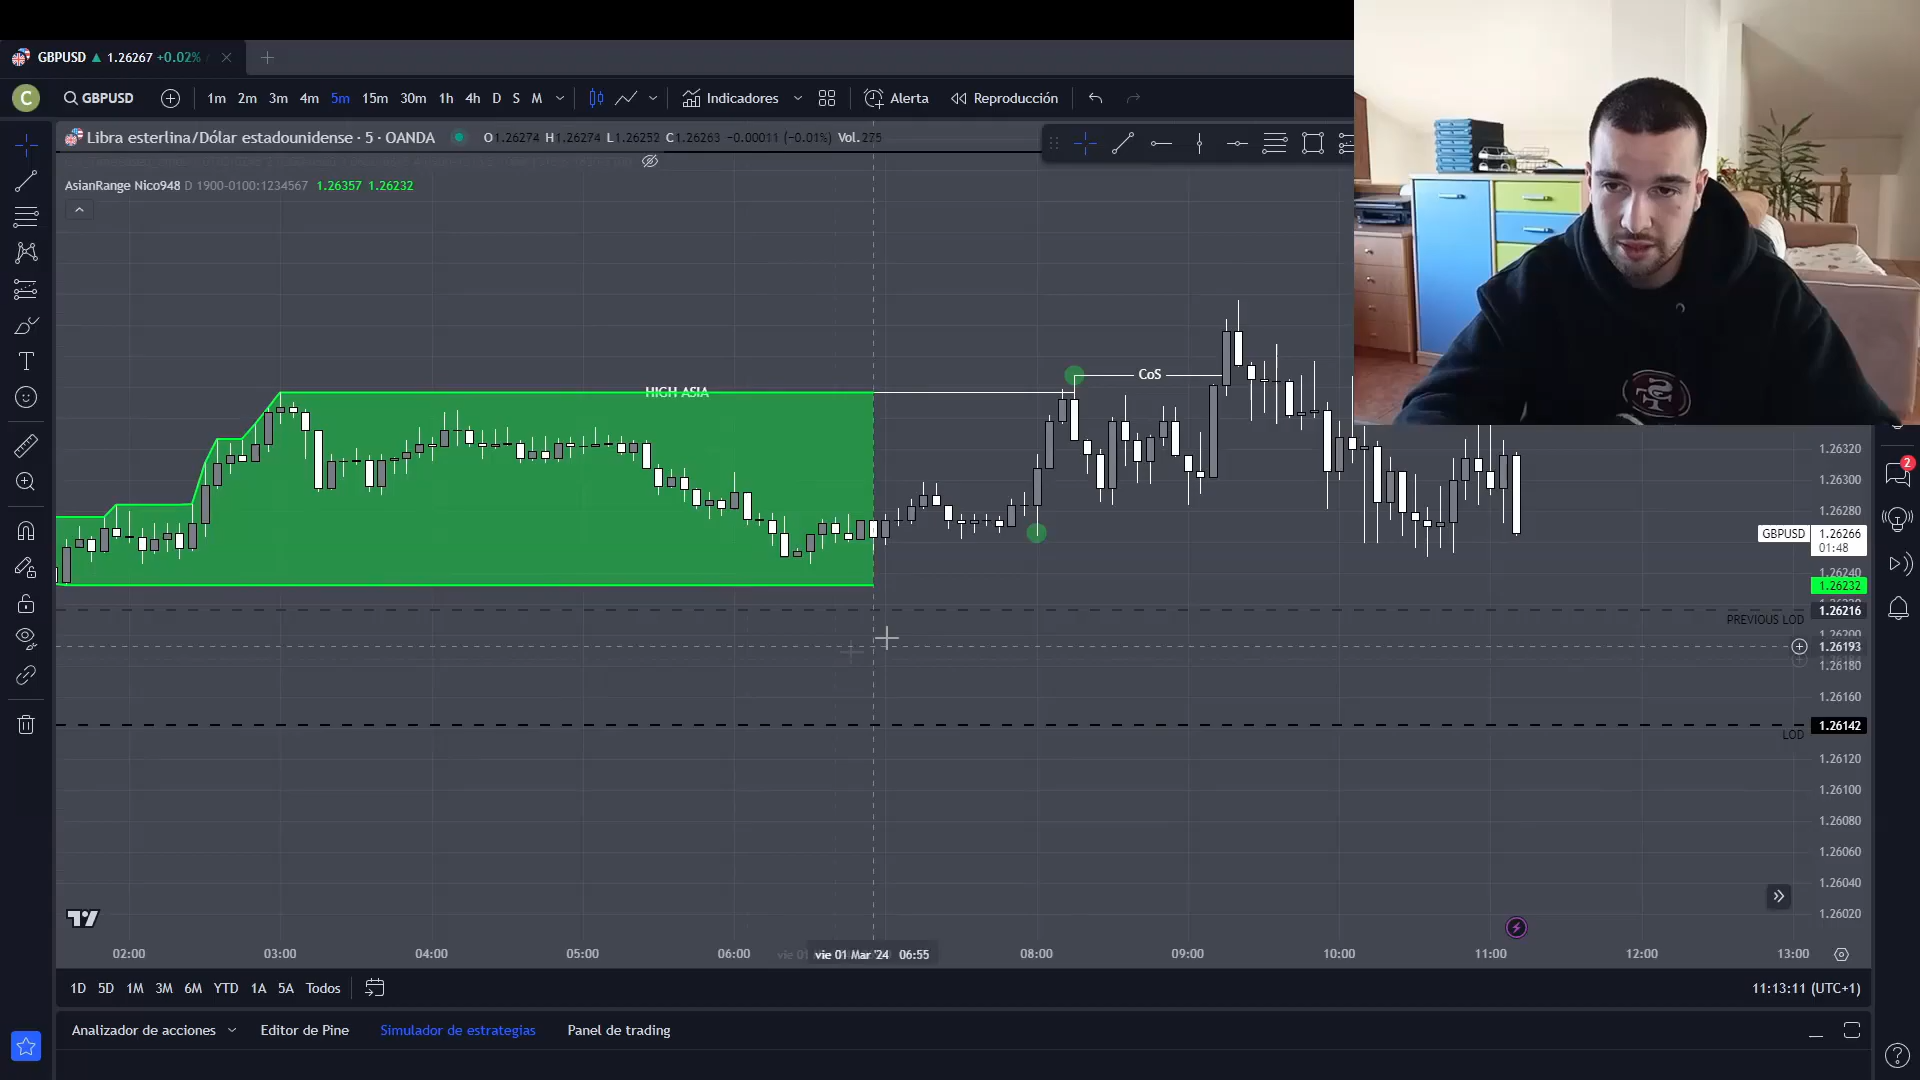 GBPUSD ▲ 1.26267 +0.02%
C
GBPUSD
1m 2m 3m 4m 5m 15m 30m 1h 4h D S M
Indicadores
Alerta
Reproducción
Libra esterlina/Dólar estadounidense · 5 · OANDA
O1.26274 H1.26274 L1.26252 C1.26263 −0.00011 (−0.01%) Vol.275
AsianRange Nico948 D 1900-0100:1234567 1.26357 1.26232
HIGH ASIA
CoS
1.26320
1.26300
1.26280
GBPUSD 1.26266
01:48
1.26240
1.26232
1.26216
PREVIOUS LOD
1.26200
1.26193
1.26180
1.26160
1.26142
LOD
1.26120
1.26100
1.26080
1.26060
1.26040
1.26020
2
02:00 03:00 04:00 05:00 06:00 vie 01 Mar '24 06:55 08:00 09:00 10:00 11:00 12:00 13:00
1D 5D 1M 3M 6M YTD 1A 5A Todos
11:13:11 (UTC+1)
Analizador de acciones Editor de Pine Simulador de estrategias Panel de trading